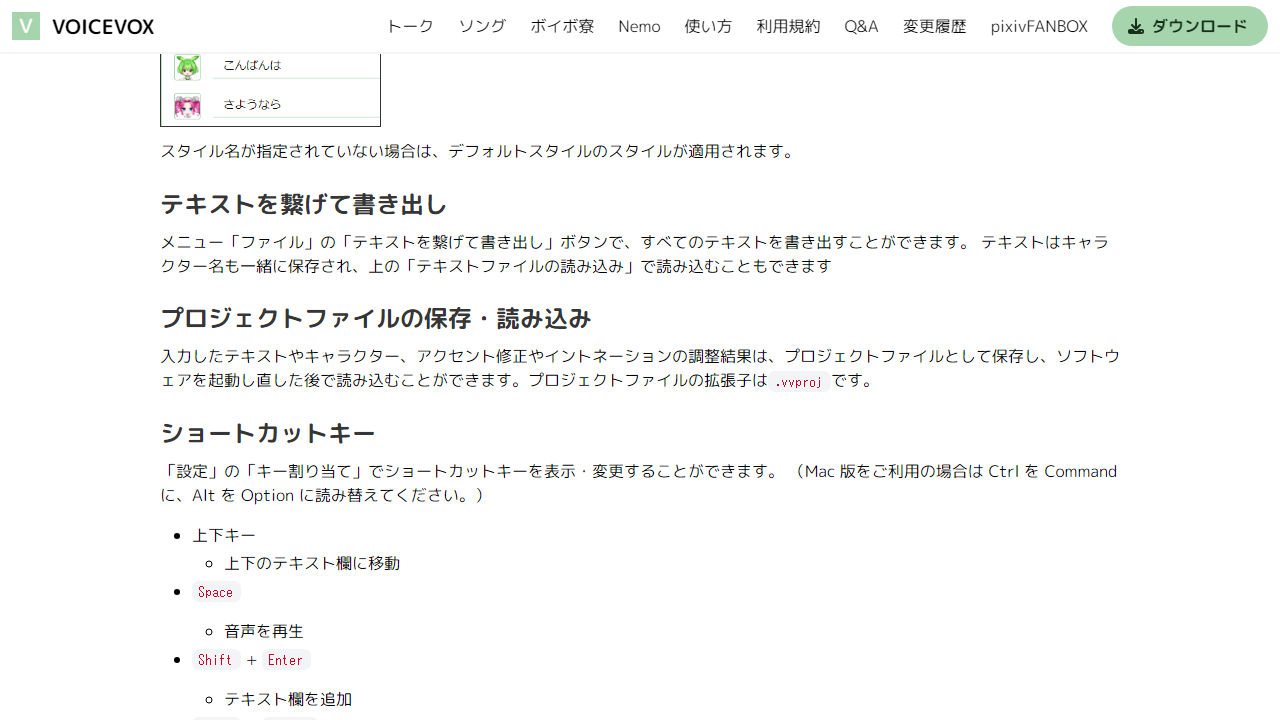 VOICEVOX
トーク ソング ボイボ寮 Nemo 使い方 利用規約 Q&A 変更履歴 pixivFANBOX ダウンロード
こんばんは
さようなら
スタイル名が指定されていない場合は、デフォルトスタイルのスタイルが適用されます。
テキストを繋げて書き出し
メニュー「ファイル」の「テキストを繋げて書き出し」ボタンで、すべてのテキストを書き出すことができます。 テキストはキャラ
クター名も一緒に保存され、上の「テキストファイルの読み込み」で読み込むこともできます
プロジェクトファイルの保存・読み込み
入力したテキストやキャラクター、アクセント修正やイントネーションの調整結果は、プロジェクトファイルとして保存し、ソフトウ
ェアを起動し直した後で読み込むことができます。プロジェクトファイルの拡張子は .vvproj です。
ショートカットキー
「設定」の「キー割り当て」でショートカットキーを表示・変更することができます。 （Mac 版をご利用の場合は Ctrl を Command
に、Alt を Option に読み替えてください。）
上下キー
上下のテキスト欄に移動
Space
音声を再生
Shift + Enter
テキスト欄を追加